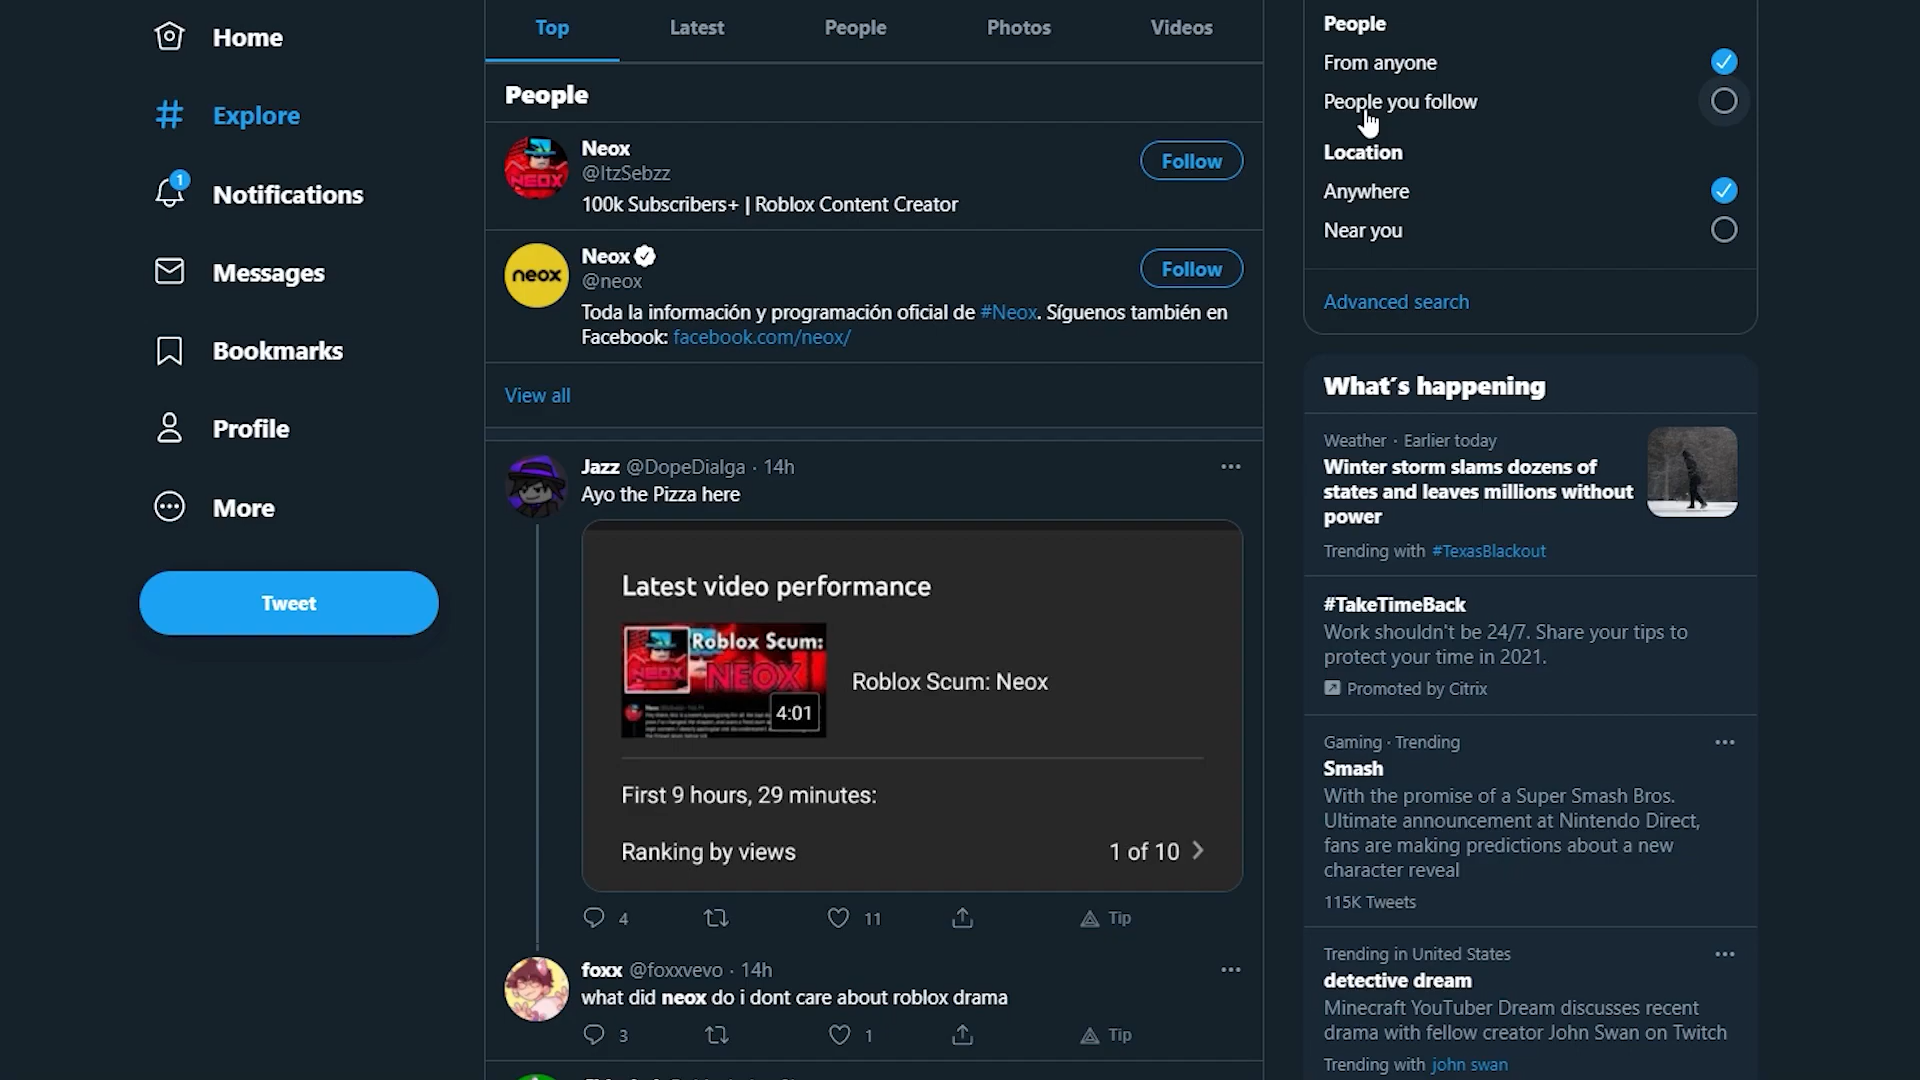 Home
Explore
1
Notifications
Messages
Bookmarks
Profile
More
Tweet
Top
Latest
People
Photos
Videos
People
NEOX
Neox
@ItzSebzz
100k Subscribers+ | Roblox Content Creator
Follow
neox
Neox
@neox
Toda la información y programación oficial de #Neox. Síguenos también en
Facebook: facebook.com/neox/
Follow
View all
Jazz @DopeDialga · 14h
Ayo the Pizza here
Latest video performance
Roblox Scum:
NEOX
NEOX
4:01
Roblox Scum: Neox
First 9 hours, 29 minutes:
Ranking by views
1 of 10
4
11
Tip
foxx @foxxvevo · 14h
what did neox do i dont care about roblox drama
3
1
Tip
People
From anyone
People you follow
Location
Anywhere
Near you
Advanced search
What´s happening
Weather · Earlier today
Winter storm slams dozens of
states and leaves millions without
power
Trending with #TexasBlackout
#TakeTimeBack
Work shouldn't be 24/7. Share your tips to
protect your time in 2021.
Promoted by Citrix
Gaming · Trending
Smash
With the promise of a Super Smash Bros.
Ultimate announcement at Nintendo Direct,
fans are making predictions about a new
character reveal
115K Tweets
Trending in United States
detective dream
Minecraft YouTuber Dream discusses recent
drama with fellow creator John Swan on Twitch
Trending with john swan